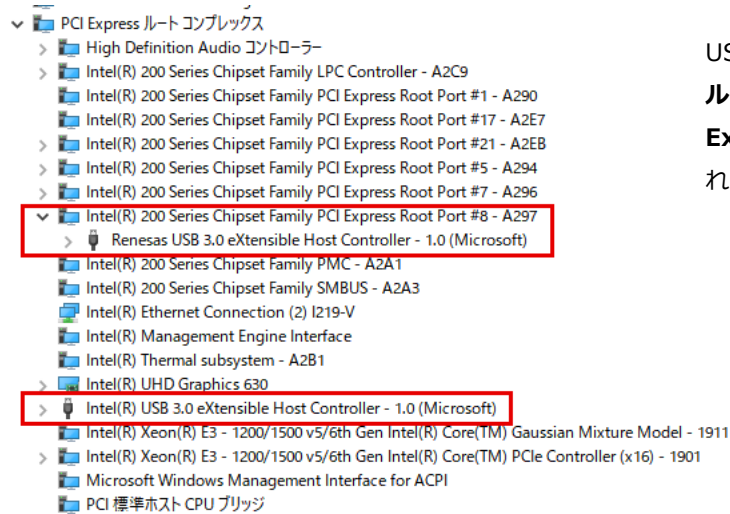 PCI Express ルート コンプレックス
High Definition Audio コントローラー
Intel(R) 200 Series Chipset Family LPC Controller - A2C9
Intel(R) 200 Series Chipset Family PCI Express Root Port #1 - A290
Intel(R) 200 Series Chipset Family PCI Express Root Port #17 - A2E7
Intel(R) 200 Series Chipset Family PCI Express Root Port #21 - A2EB
Intel(R) 200 Series Chipset Family PCI Express Root Port #5 - A294
Intel(R) 200 Series Chipset Family PCI Express Root Port #7 - A296
Intel(R) 200 Series Chipset Family PCI Express Root Port #8 - A297
Renesas USB 3.0 eXtensible Host Controller - 1.0 (Microsoft)
Intel(R) 200 Series Chipset Family PMC - A2A1
Intel(R) 200 Series Chipset Family SMBUS - A2A3
Intel(R) Ethernet Connection (2) I219-V
Intel(R) Management Engine Interface
Intel(R) Thermal subsystem - A2B1
Intel(R) UHD Graphics 630
Intel(R) USB 3.0 eXtensible Host Controller - 1.0 (Microsoft)
Intel(R) Xeon(R) E3 - 1200/1500 v5/6th Gen Intel(R) Core(TM) Gaussian Mixture Model - 1911
Intel(R) Xeon(R) E3 - 1200/1500 v5/6th Gen Intel(R) Core(TM) PCIe Controller (x16) - 1901
Microsoft Windows Management Interface for ACPI
PCI 標準ホスト CPU ブリッジ
US
ル
Ex
れ